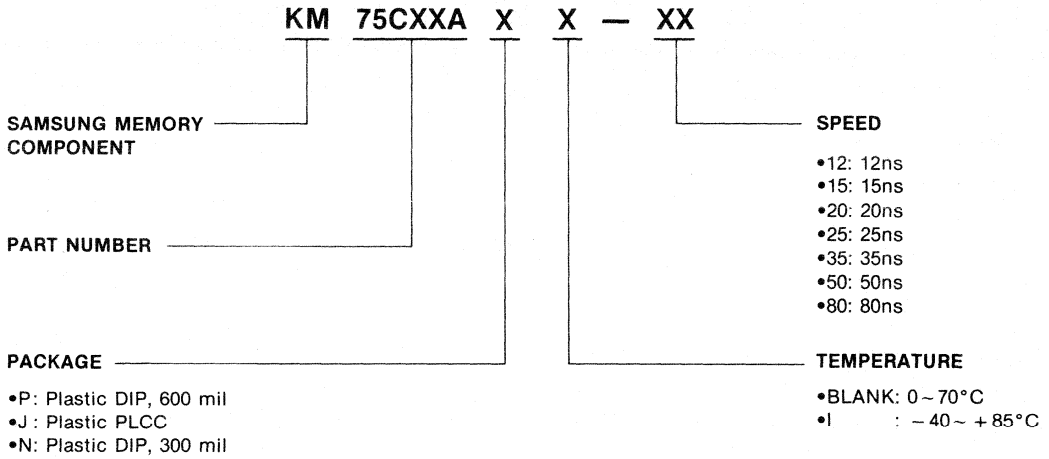 KM 75CXXA X X — XX
SAMSUNG MEMORY
COMPONENT
PART NUMBER
PACKAGE
•P: Plastic DIP, 600 mil
•J : Plastic PLCC
•N: Plastic DIP, 300 mil
SPEED
•12: 12ns
•15: 15ns
•20: 20ns
•25: 25ns
•35: 35ns
•50: 50ns
•80: 80ns
TEMPERATURE
•BLANK: 0~70°C
•I : −40~ +85°C